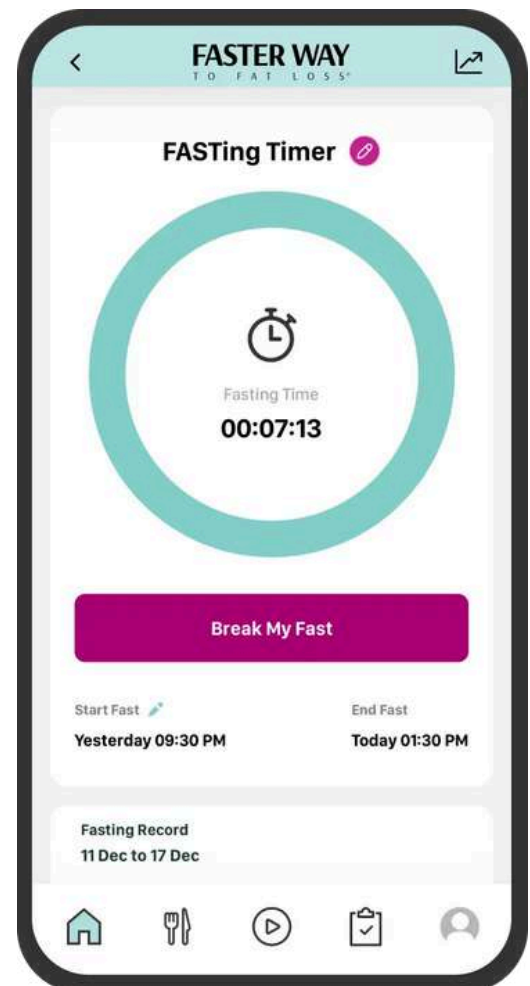 FASTER WAY
TO FAT LOSS®
FASTing Timer
Fasting Time
00:07:13
Break My Fast
Start Fast
End Fast
Yesterday 09:30 PM
Today 01:30 PM
Fasting Record
11 Dec to 17 Dec